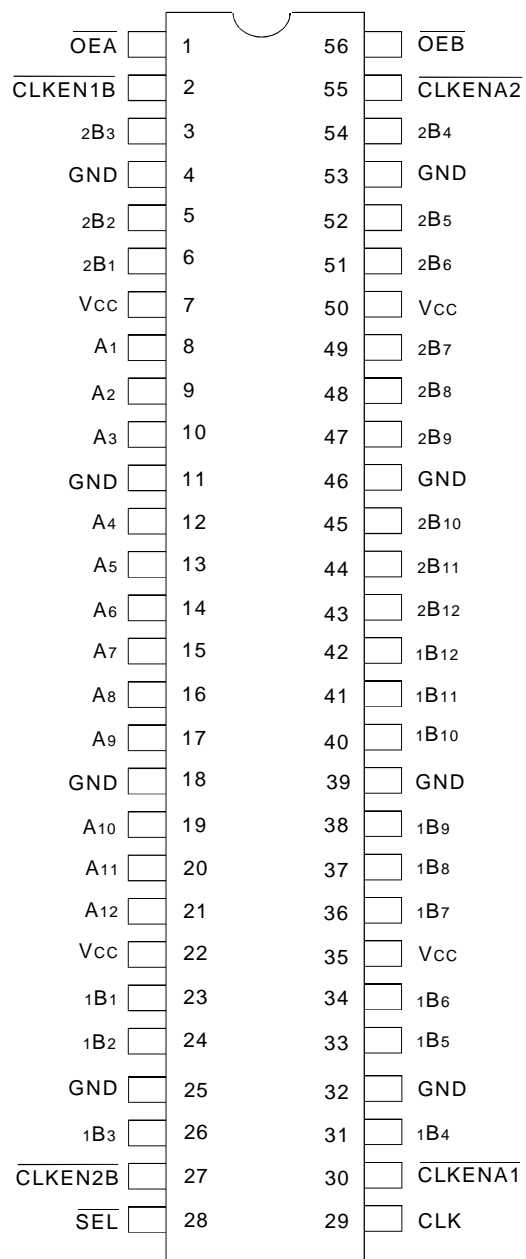 OEA 1 56 OEB
CLKEN1B 2 55 CLKENA2
2B3 3 54 2B4
GND 4 53 GND
2B2 5 52 2B5
2B1 6 51 2B6
VCC 7 50 VCC
A1 8 49 2B7
A2 9 48 2B8
A3 10 47 2B9
GND 11 46 GND
A4 12 45 2B10
A5 13 44 2B11
A6 14 43 2B12
A7 15 42 1B12
A8 16 41 1B11
A9 17 40 1B10
GND 18 39 GND
A10 19 38 1B9
A11 20 37 1B8
A12 21 36 1B7
VCC 22 35 VCC
1B1 23 34 1B6
1B2 24 33 1B5
GND 25 32 GND
1B3 26 31 1B4
CLKEN2B 27 30 CLKENA1
SEL 28 29 CLK